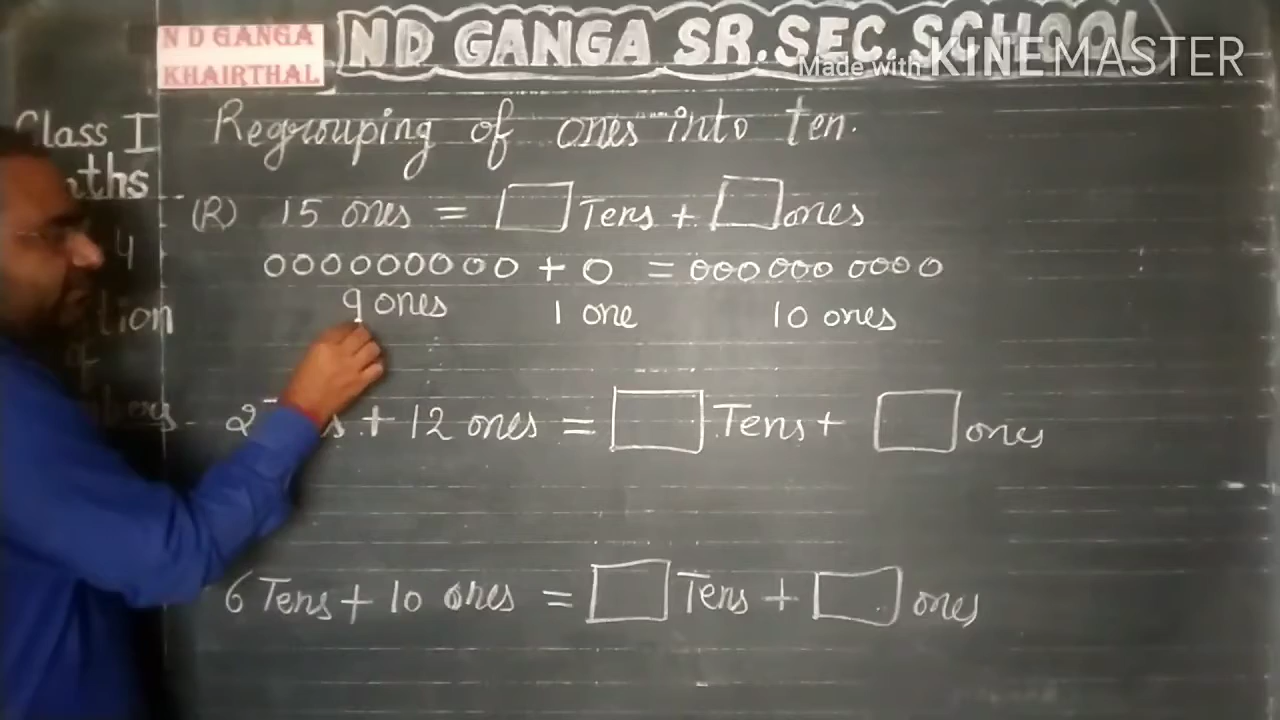 N D GANGA
KHAIRTHAL
ND GANGA SR. SEC. SCHOOL
Made with KINEMASTER
Class I
Regrouping of ones into ten.
(R) 15 ones = □ Tens + □ ones
ooooooooo + o = oooooooooo
9 ones 1 one 10 ones
2 + 12 ones = □ Tens + □ ones
6 Tens + 10 ones = □ Tens + □ ones